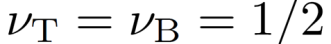 ν_T = ν_B = 1/2